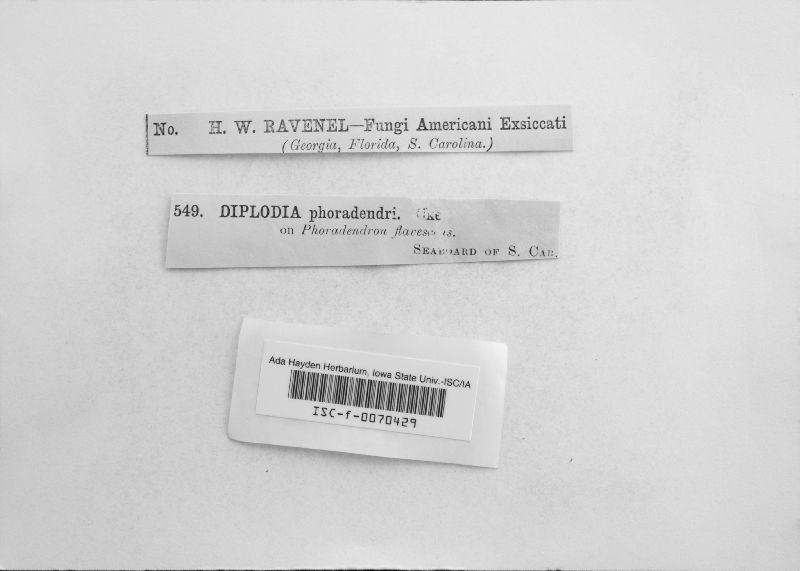 No. H. W. RAVENEL—Fungi Americani Exsiccati
(Georgia, Florida, S. Carolina.)
549. DIPLODIA phoradendri.
on Phoradendron
SEABOARD OF S. CAR.
Ada Hayden Herbarium, Iowa State Univ.-ISC/IA
ISC-f-0070429